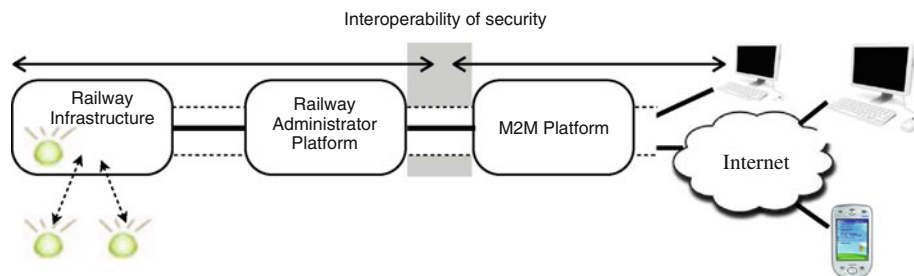 Interoperability of security
Railway
Infrastructure
Railway
Administrator
Platform
M2M Platform
Internet